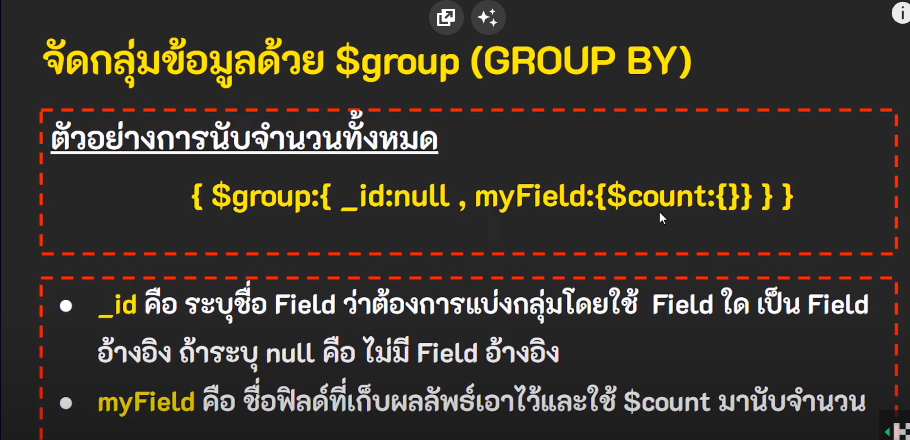 จัดกลุ่มข้อมูลด้วย $group (GROUP BY)
ตัวอย่างการนับจำนวนทั้งหมด
{ $group:{ _id:null , myField:{$count:{}} } }
● _id คือ ระบุชื่อ Field ว่าต้องการแบ่งกลุ่มโดยใช้ Field ใด เป็น Field
อ้างอิง ถ้าระบุ null คือ ไม่มี Field อ้างอิง
● myField คือ ชื่อฟิลด์ที่เก็บผลลัพธ์เอาไว้และใช้ $count มานับจำนวน